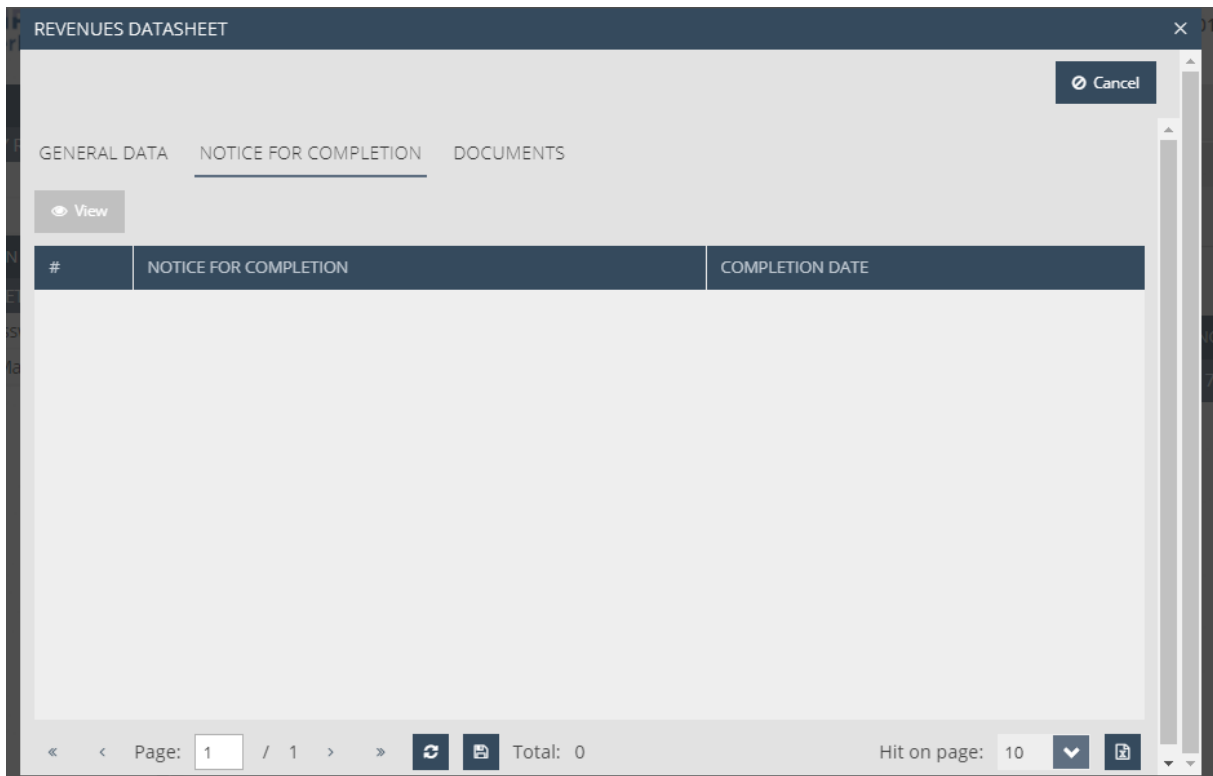 REVENUES DATASHEET
Cancel
GENERAL DATA NOTICE FOR COMPLETION DOCUMENTS
View
# NOTICE FOR COMPLETION COMPLETION DATE
« < Page: 1 / 1 > » Total: 0 Hit on page: 10